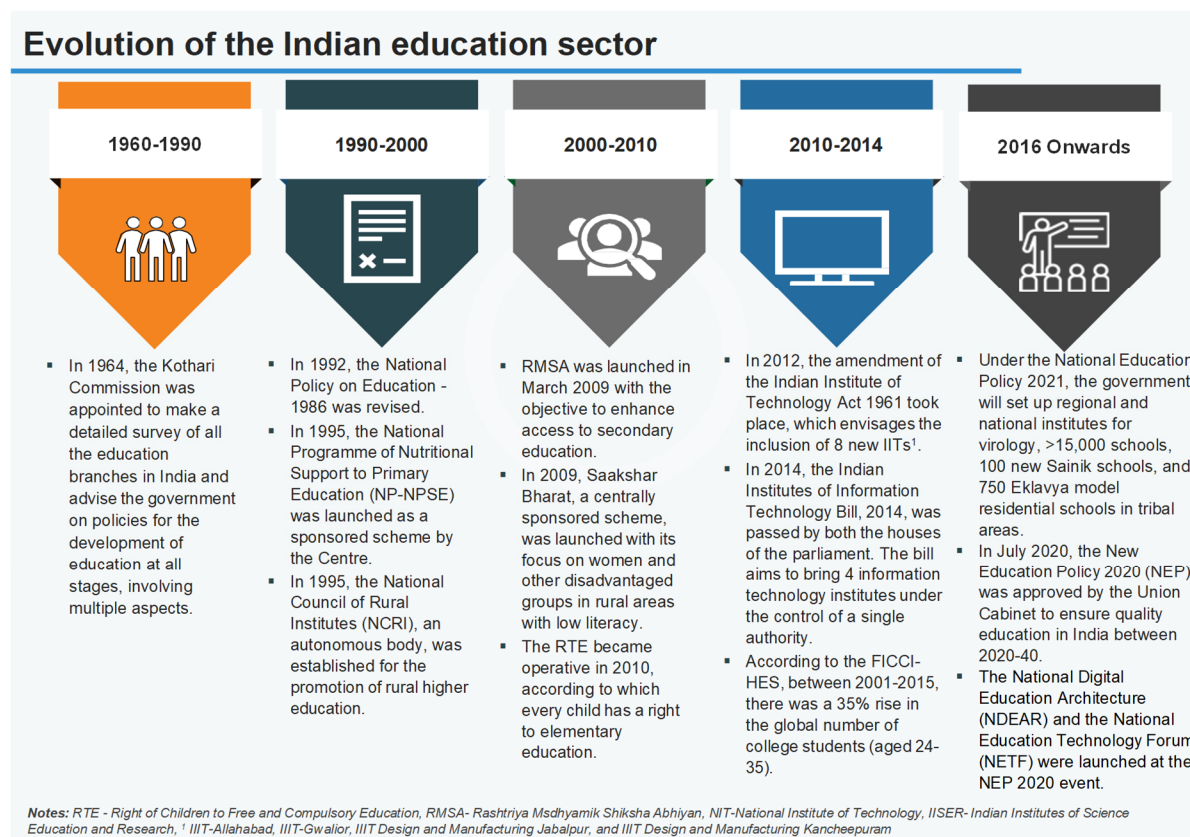 Evolution of the Indian education sector
1960-1990
1990-2000
2000-2010
2010-2014
2016 Onwards
▪ In 1964, the Kothari
Commission was
appointed to make a
detailed survey of all
the education
branches in India and
advise the government
on policies for the
development of
education at all
stages, involving
multiple aspects.
▪ In 1992, the National
Policy on Education -
1986 was revised.
▪ In 1995, the National
Programme of Nutritional
Support to Primary
Education (NP-NPSE)
was launched as a
sponsored scheme by
the Centre.
▪ In 1995, the National
Council of Rural
Institutes (NCRI), an
autonomous body, was
established for the
promotion of rural higher
education.
▪ RMSA was launched in
March 2009 with the
objective to enhance
access to secondary
education.
▪ In 2009, Saakshar
Bharat, a centrally
sponsored scheme,
was launched with its
focus on women and
other disadvantaged
groups in rural areas
with low literacy.
▪ The RTE became
operative in 2010,
according to which
every child has a right
to elementary
education.
▪ In 2012, the amendment of
the Indian Institute of
Technology Act 1961 took
place, which envisages the
inclusion of 8 new IITs¹.
▪ In 2014, the Indian
Institutes of Information
Technology Bill, 2014, was
passed by both the houses
of the parliament. The bill
aims to bring 4 information
technology institutes under
the control of a single
authority.
▪ According to the FICCI-
HES, between 2001-2015,
there was a 35% rise in
the global number of
college students (aged 24-
35).
▪ Under the National Education
Policy 2021, the government
will set up regional and
national institutes for
virology, >15,000 schools,
100 new Sainik schools, and
750 Eklavya model
residential schools in tribal
areas.
▪ In July 2020, the New
Education Policy 2020 (NEP)
was approved by the Union
Cabinet to ensure quality
education in India between
2020-40.
▪ The National Digital
Education Architecture
(NDEAR) and the National
Education Technology Forum
(NETF) were launched at the
NEP 2020 event.
Notes: RTE - Right of Children to Free and Compulsory Education, RMSA- Rashtriya Msdhyamik Shiksha Abhiyan, NIT-National Institute of Technology, IISER- Indian Institutes of Science
Education and Research, ¹ IIIT-Allahabad, IIIT-Gwalior, IIIT Design and Manufacturing Jabalpur, and IIIT Design and Manufacturing Kancheepuram